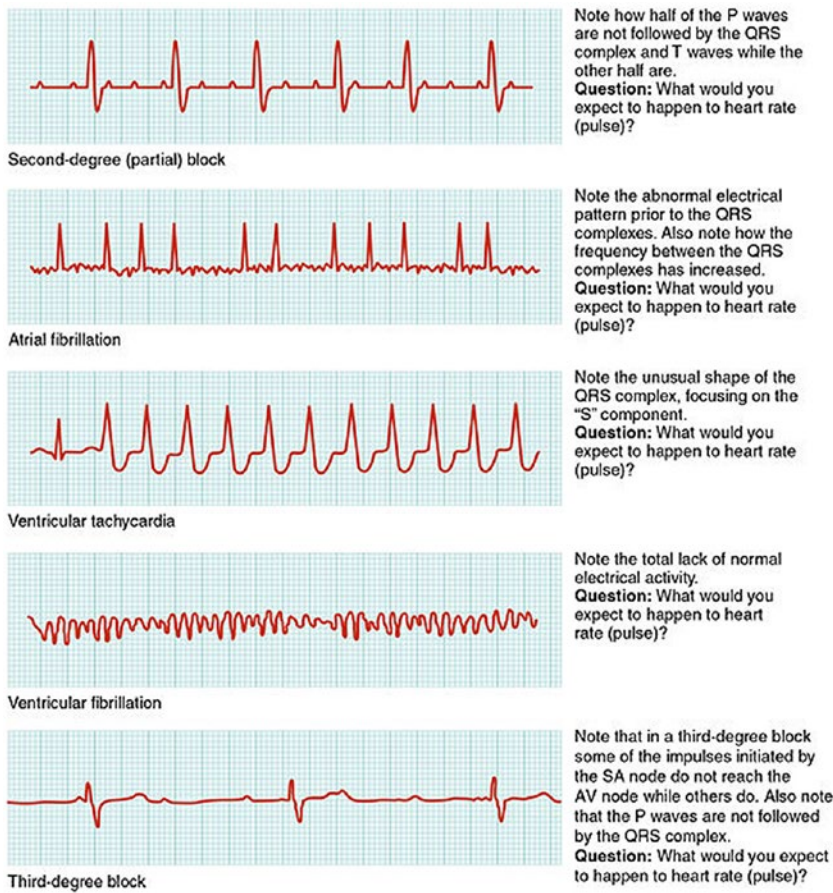 Note how half of the P waves
are not followed by the QRS
complex and T waves while the
other half are.
Question: What would you
expect to happen to heart rate
(pulse)?
Second-degree (partial) block
Note the abnormal electrical
pattern prior to the QRS
complexes. Also note how the
frequency between the QRS
complexes has increased.
Question: What would you
expect to happen to heart rate
(pulse)?
Atrial fibrillation
Note the unusual shape of the
QRS complex, focusing on the
“S” component.
Question: What would you
expect to happen to heart rate
(pulse)?
Ventricular tachycardia
Note the total lack of normal
electrical activity.
Question: What would you
expect to happen to heart
rate (pulse)?
Ventricular fibrillation
Note that in a third-degree block
some of the impulses initiated by
the SA node do not reach the
AV node while others do. Also note
that the P waves are not followed
by the QRS complex.
Question: What would you expect
to happen to heart rate (pulse)?
Third-degree block